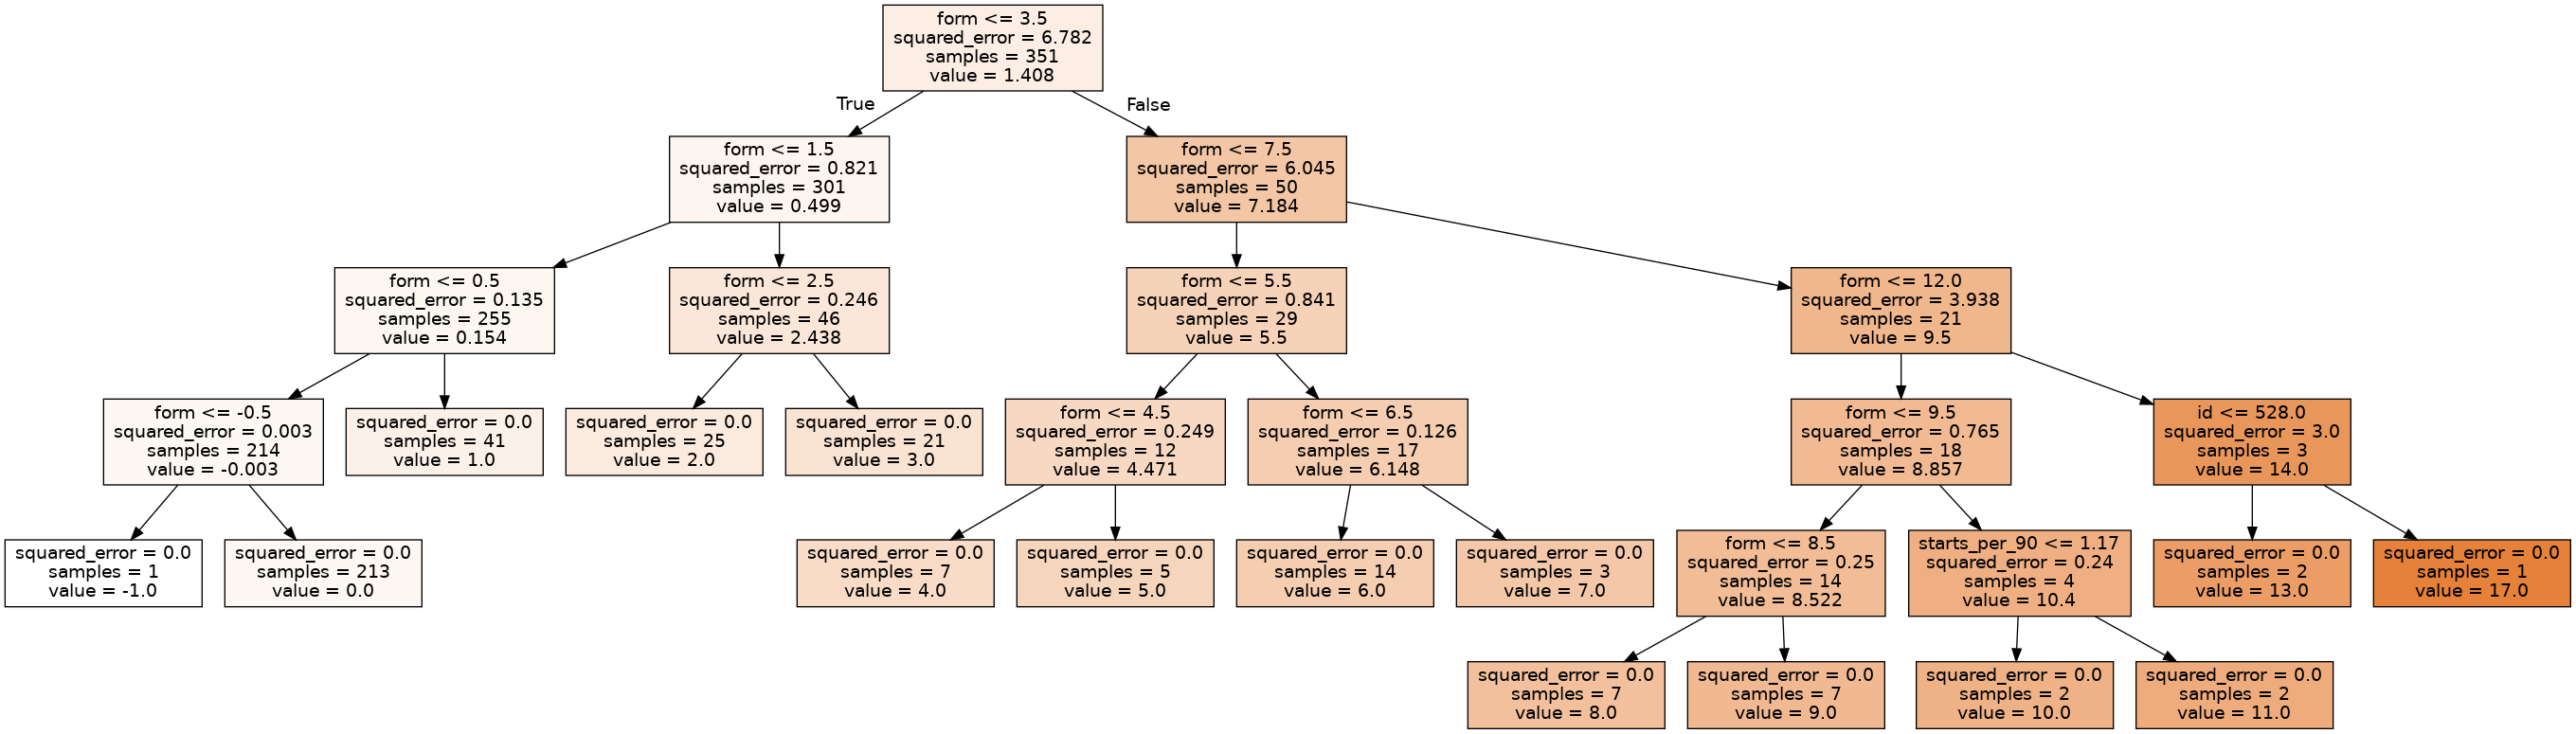 form <= 3.5
squared_error = 6.782
samples = 351
value = 1.408
True
False
form <= 1.5
squared_error = 0.821
samples = 301
value = 0.499
form <= 7.5
squared_error = 6.045
samples = 50
value = 7.184
form <= 0.5
squared_error = 0.135
samples = 255
value = 0.154
form <= 2.5
squared_error = 0.246
samples = 46
value = 2.438
form <= 5.5
squared_error = 0.841
samples = 29
value = 5.5
form <= 12.0
squared_error = 3.938
samples = 21
value = 9.5
form <= -0.5
squared_error = 0.003
samples = 214
value = -0.003
squared_error = 0.0
samples = 41
value = 1.0
squared_error = 0.0
samples = 25
value = 2.0
squared_error = 0.0
samples = 21
value = 3.0
form <= 4.5
squared_error = 0.249
samples = 12
value = 4.471
form <= 6.5
squared_error = 0.126
samples = 17
value = 6.148
form <= 9.5
squared_error = 0.765
samples = 18
value = 8.857
id <= 528.0
squared_error = 3.0
samples = 3
value = 14.0
squared_error = 0.0
samples = 1
value = -1.0
squared_error = 0.0
samples = 213
value = 0.0
squared_error = 0.0
samples = 7
value = 4.0
squared_error = 0.0
samples = 5
value = 5.0
squared_error = 0.0
samples = 14
value = 6.0
squared_error = 0.0
samples = 3
value = 7.0
form <= 8.5
squared_error = 0.25
samples = 14
value = 8.522
starts_per_90 <= 1.17
squared_error = 0.24
samples = 4
value = 10.4
squared_error = 0.0
samples = 2
value = 13.0
squared_error = 0.0
samples = 1
value = 17.0
squared_error = 0.0
samples = 7
value = 8.0
squared_error = 0.0
samples = 7
value = 9.0
squared_error = 0.0
samples = 2
value = 10.0
squared_error = 0.0
samples = 2
value = 11.0